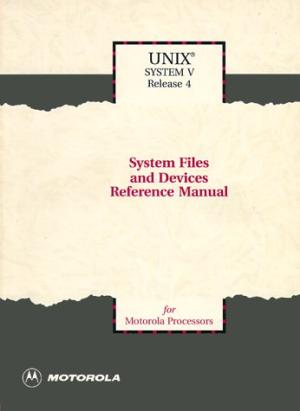 UNIX®
SYSTEM V
Release 4
System Files
and Devices
Reference Manual
for
Motorola Processors
MOTOROLA